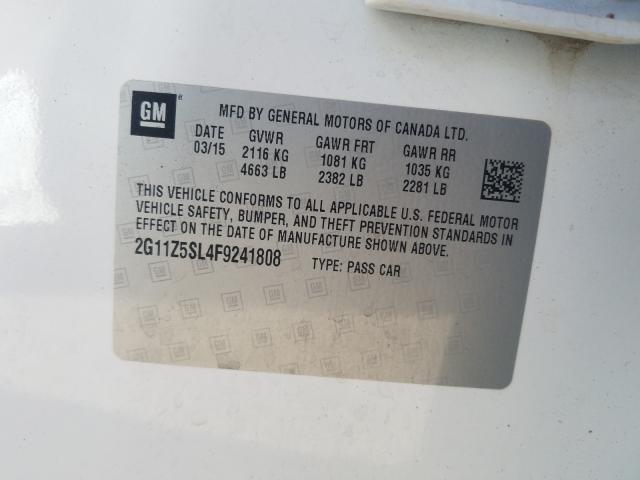 GM
MFD BY GENERAL MOTORS OF CANADA LTD.
DATE GVWR GAWR FRT GAWR RR
03/15 2116 KG 1081 KG 1035 KG
4663 LB 2382 LB 2281 LB
THIS VEHICLE CONFORMS TO ALL APPLICABLE U.S. FEDERAL MOTOR
VEHICLE SAFETY, BUMPER, AND THEFT PREVENTION STANDARDS IN
EFFECT ON THE DATE OF MANUFACTURE SHOWN ABOVE.
2G11Z5SL4F9241808 TYPE: PASS CAR